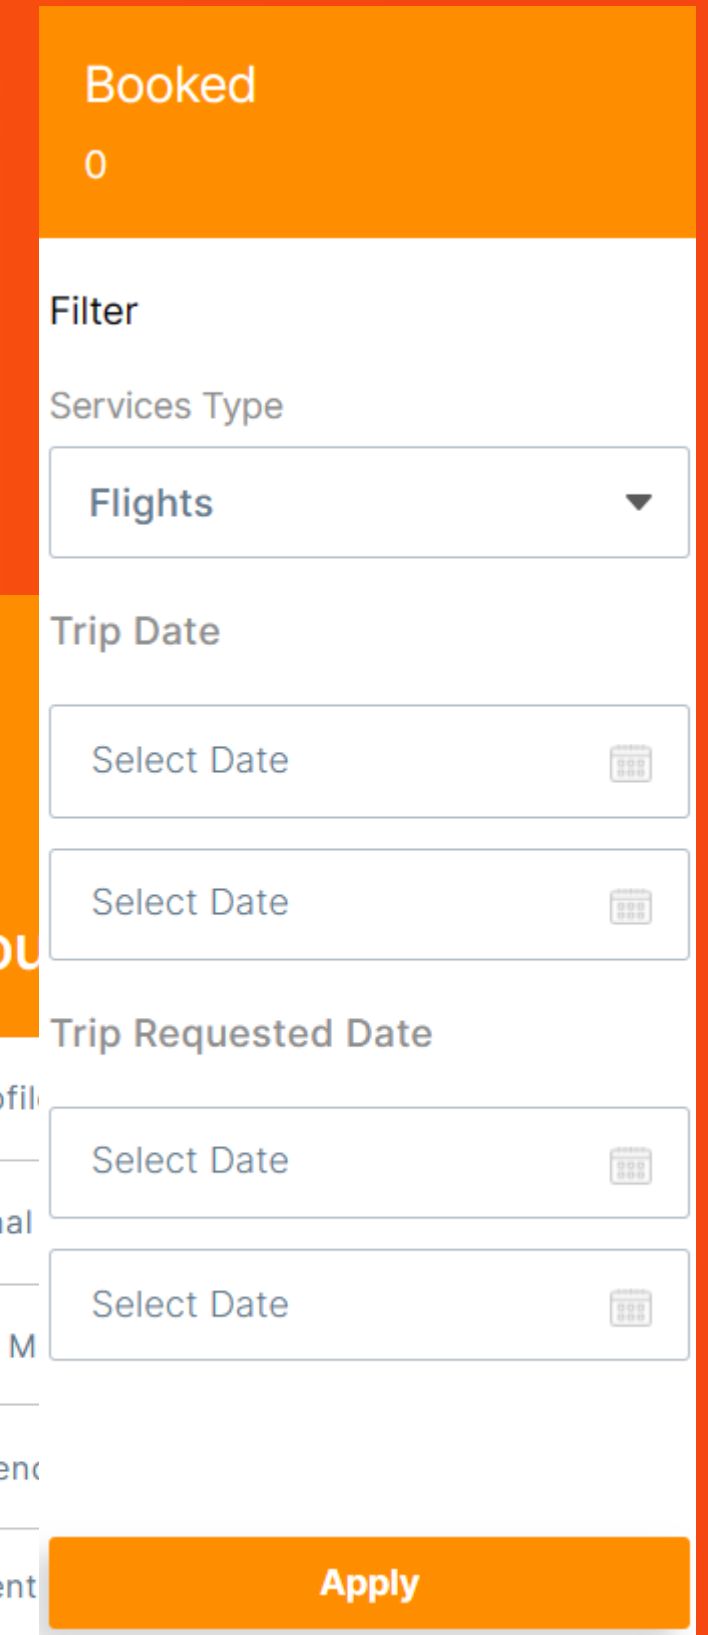 Booked
0
Filter
Services Type
Flights
Trip Date
Select Date
Select Date
Trip Requested Date
Select Date
Select Date
Apply